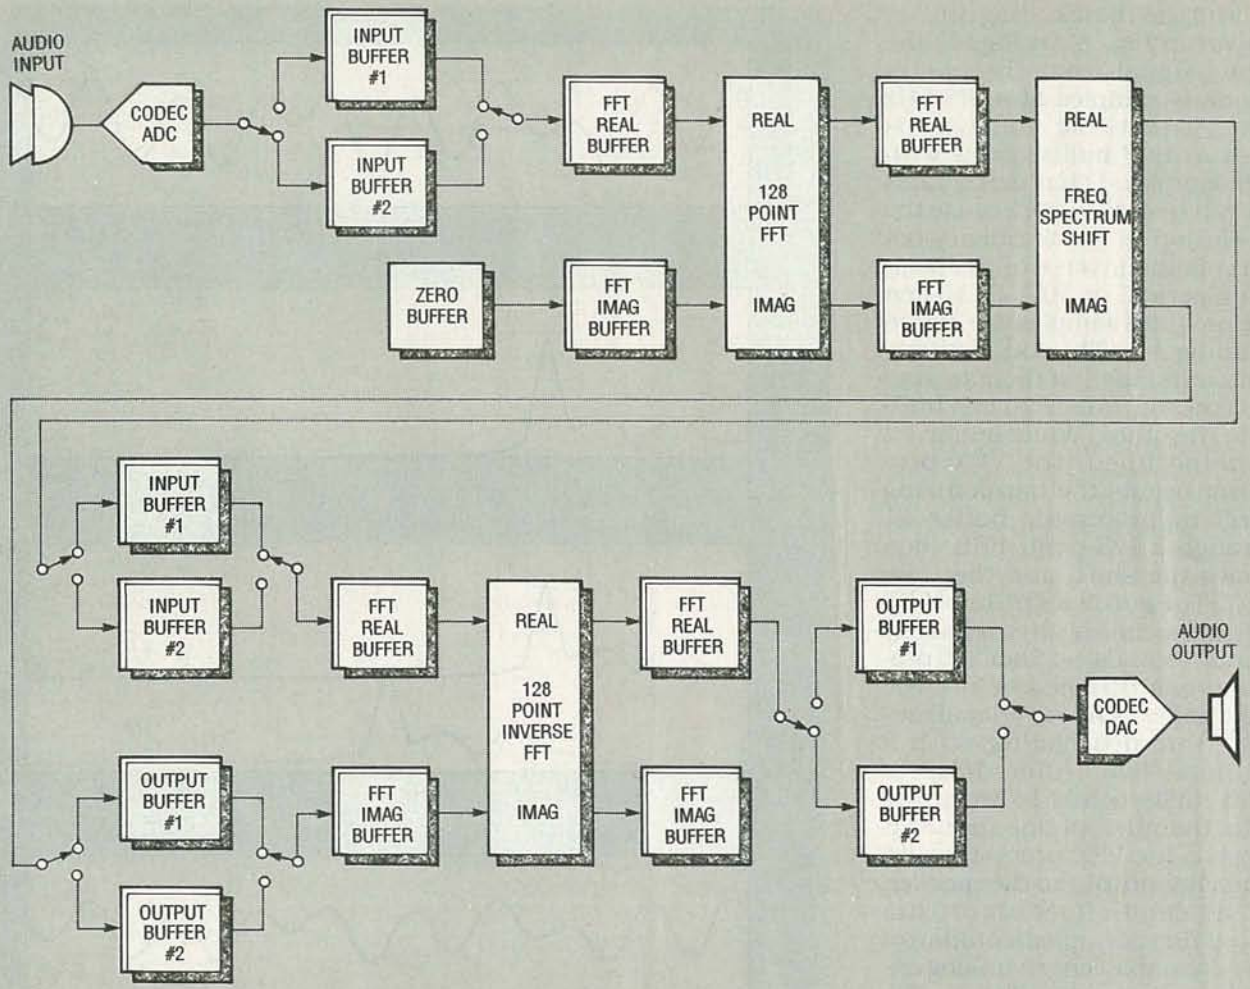 AUDIO
INPUT
CODEC
ADC
INPUT
BUFFER
#1
INPUT
BUFFER
#2
ZERO
BUFFER
FFT
REAL
BUFFER
FFT
IMAG
BUFFER
REAL
128
POINT
FFT
IMAG
FFT
REAL
BUFFER
FFT
IMAG
BUFFER
REAL
FREQ
SPECTRUM
SHIFT
IMAG
INPUT
BUFFER
#1
INPUT
BUFFER
#2
OUTPUT
BUFFER
#1
OUTPUT
BUFFER
#2
FFT
REAL
BUFFER
FFT
IMAG
BUFFER
REAL
128
POINT
INVERSE
FFT
IMAG
FFT
REAL
BUFFER
FFT
IMAG
BUFFER
OUTPUT
BUFFER
#1
OUTPUT
BUFFER
#2
CODEC
DAC
AUDIO
OUTPUT